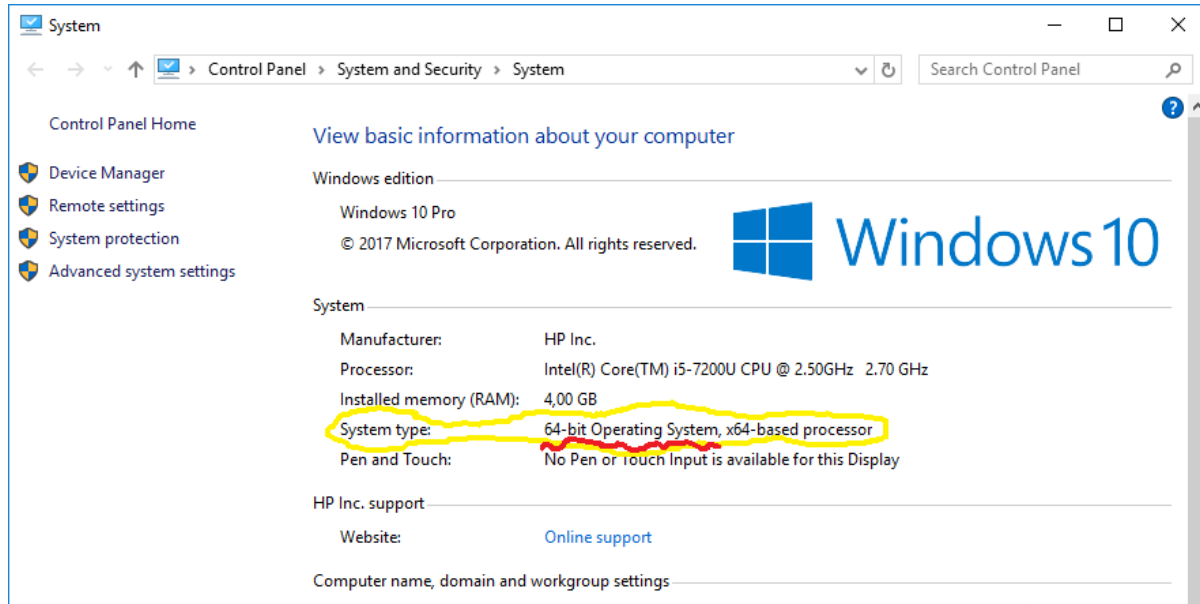 System
Control Panel > System and Security > System
Search Control Panel
Control Panel Home
Device Manager
Remote settings
System protection
Advanced system settings
View basic information about your computer
Windows edition
Windows 10 Pro
© 2017 Microsoft Corporation. All rights reserved.
Windows 10
System
Manufacturer: HP Inc.
Processor: Intel(R) Core(TM) i5-7200U CPU @ 2.50GHz 2.70 GHz
Installed memory (RAM): 4,00 GB
System type: 64-bit Operating System, x64-based processor
Pen and Touch: No Pen or Touch Input is available for this Display
HP Inc. support
Website: Online support
Computer name, domain and workgroup settings